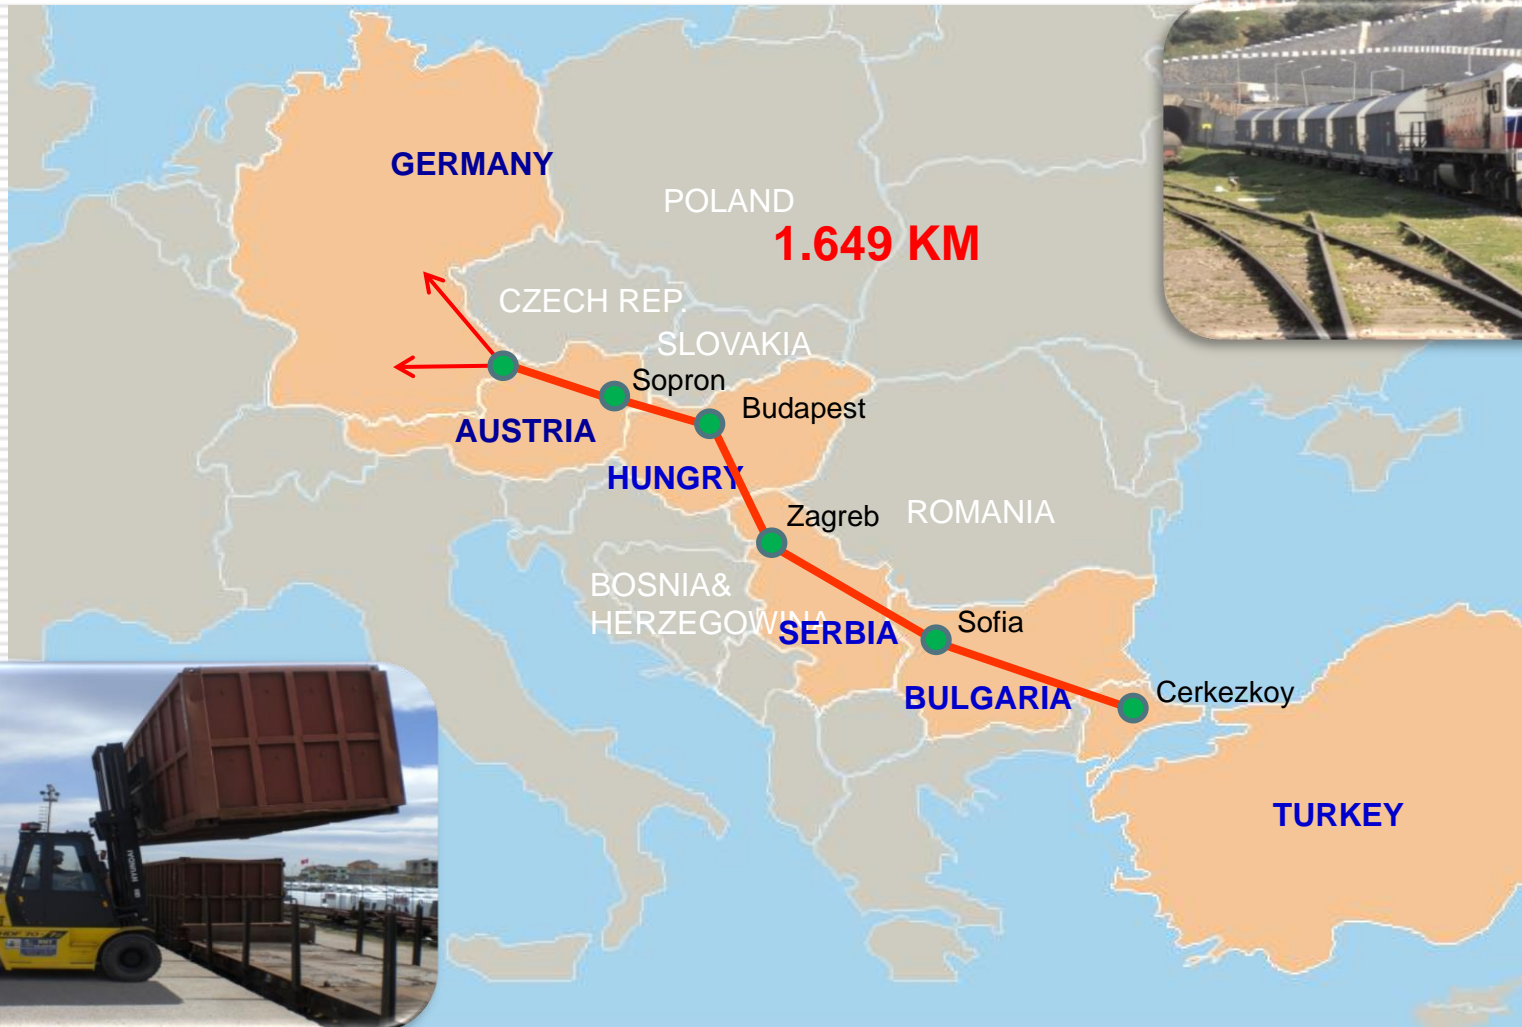 GERMANY
POLAND
1.649 KM
CZECH REP.
SLOVAKIA
Sopron
Budapest
AUSTRIA
HUNGRY
Zagreb
ROMANIA
BOSNIA&
HERZEGOWINA
SERBIA
Sofia
BULGARIA
Cerkezkoy
TURKEY
HYUNDAI